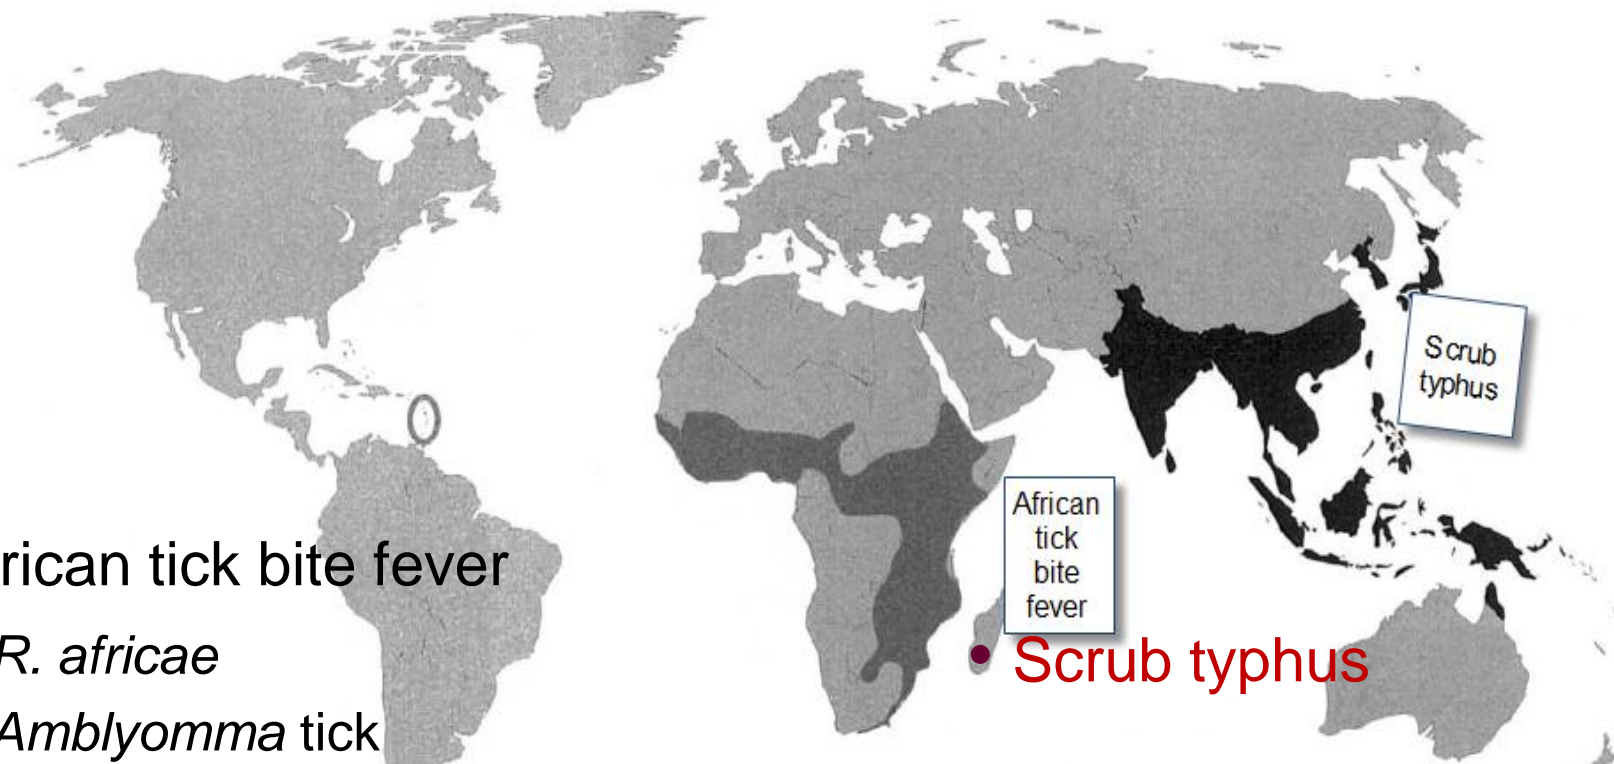 Scrub
typhus
African
tick
bite
fever
rican tick bite fever
R. africae
Scrub typhus
Amblyomma tick